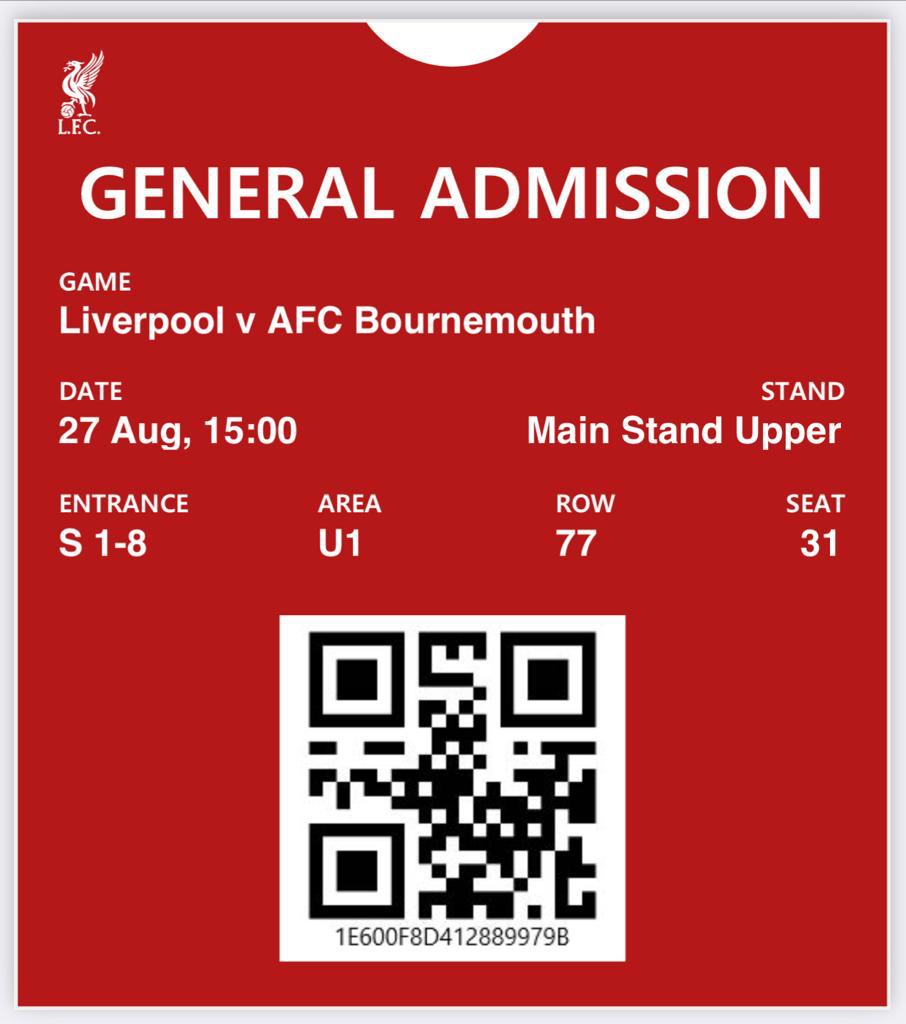 L.F.C.
GENERAL ADMISSION
GAME
Liverpool v AFC Bournemouth
DATE STAND
27 Aug, 15:00 Main Stand Upper
ENTRANCE AREA ROW SEAT
S 1-8 U1 77 31
1E600F8D412889979B